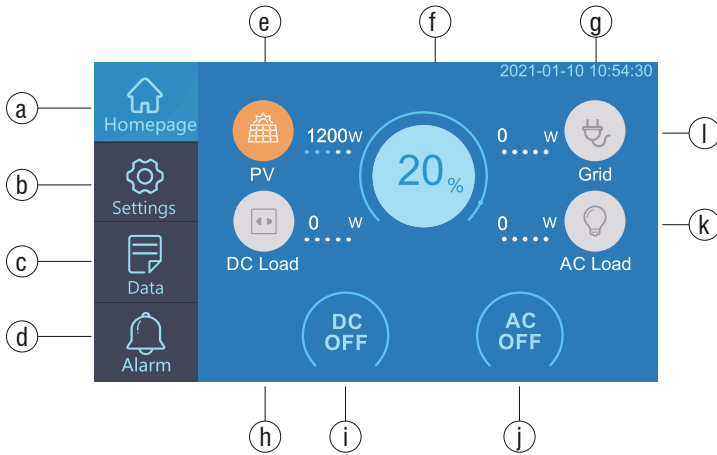 e
f
g
a
b
c
d
Homepage
Settings
Data
Alarm
2021-01-10 10:54:30
1200W
PV
0 W
DC Load
20%
0 W
Grid
0 W
AC Load
DC
OFF
AC
OFF
l
k
h
i
j